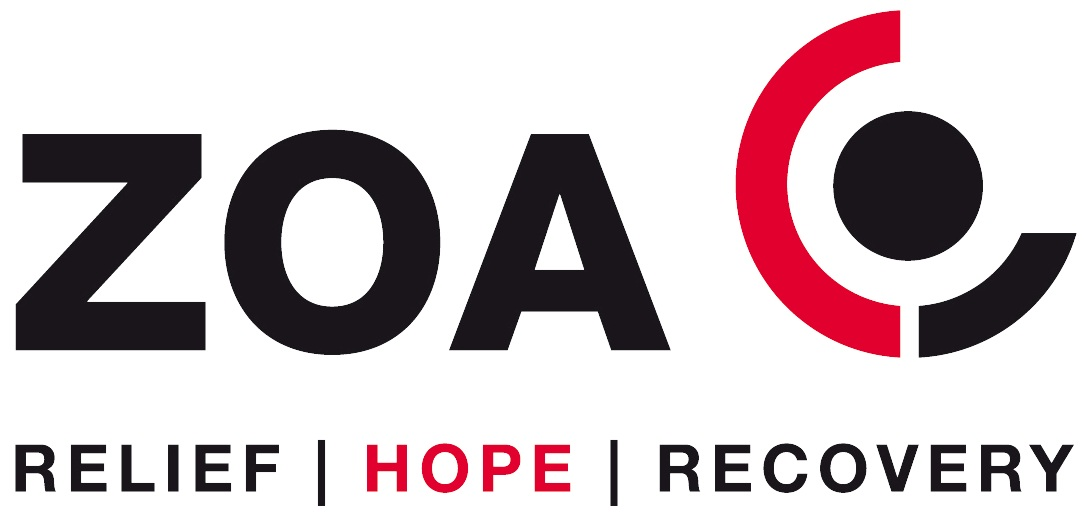 ZOA
RELIEF | HOPE | RECOVERY